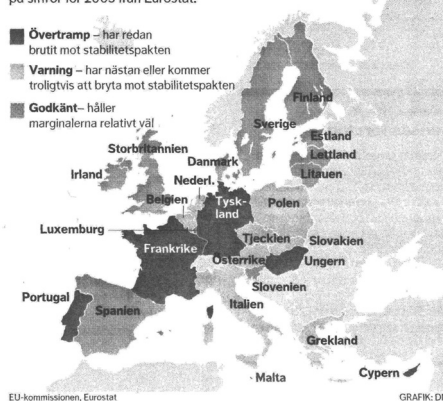 på siffror för 2003 från Eurostat.
Övertramp – har redan
brutit mot stabilitetspakten
Varning – har nästan eller kommer
troligtvis att bryta mot stabilitetspakten
Godkänt– håller
marginalerna relativt väl
Finland
Sverige
Estland
Storbritannien
Lettland
Danmark
Litauen
Irland
Nederl.
Belgien
Tysk-
land
Polen
Luxemburg
Tjeckien
Slovakien
Frankrike
Österrike
Ungern
Slovenien
Portugal
Spanien
Italien
Grekland
Malta
Cypern
EU-kommissionen, Eurostat
GRAFIK: DN